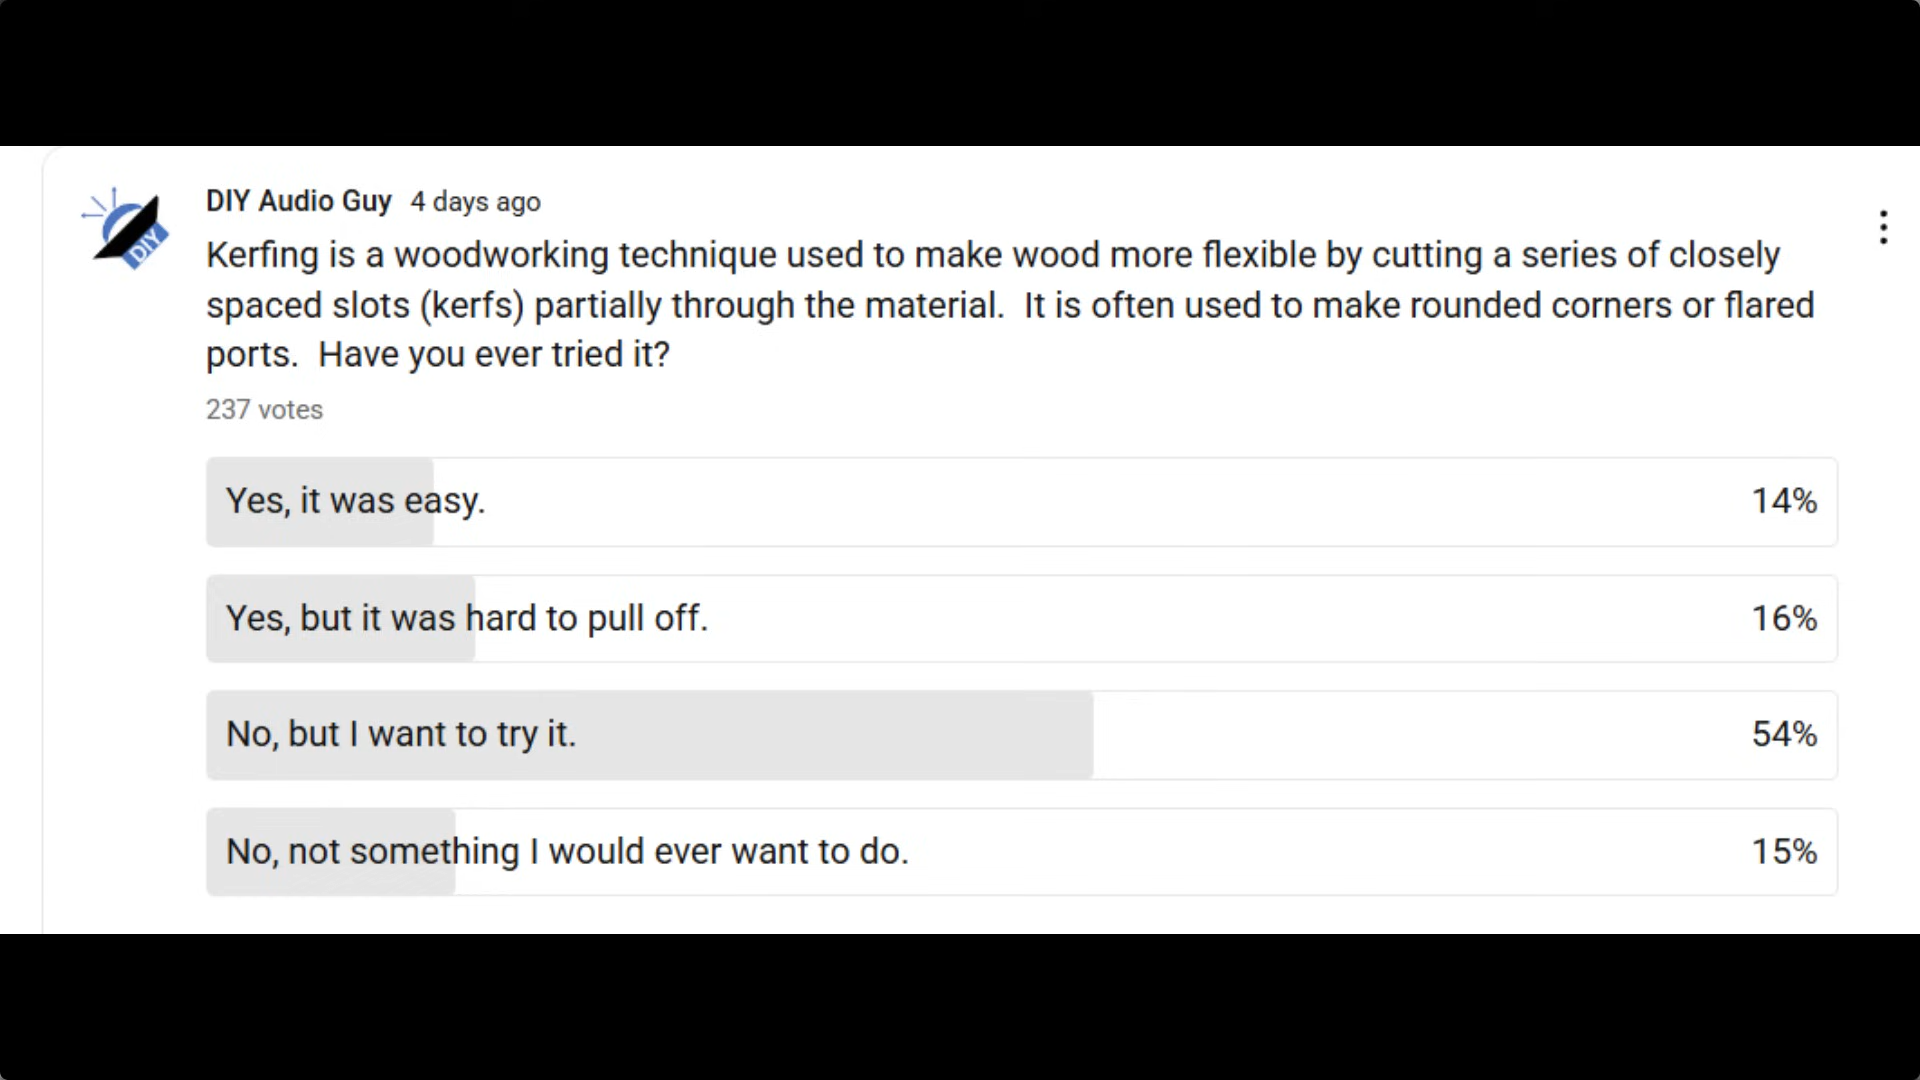 DIY
DIY Audio Guy 4 days ago
Kerfing is a woodworking technique used to make wood more flexible by cutting a series of closely
spaced slots (kerfs) partially through the material.  It is often used to make rounded corners or flared
ports.  Have you ever tried it?
237 votes
Yes, it was easy. 14%
Yes, but it was hard to pull off. 16%
No, but I want to try it. 54%
No, not something I would ever want to do. 15%